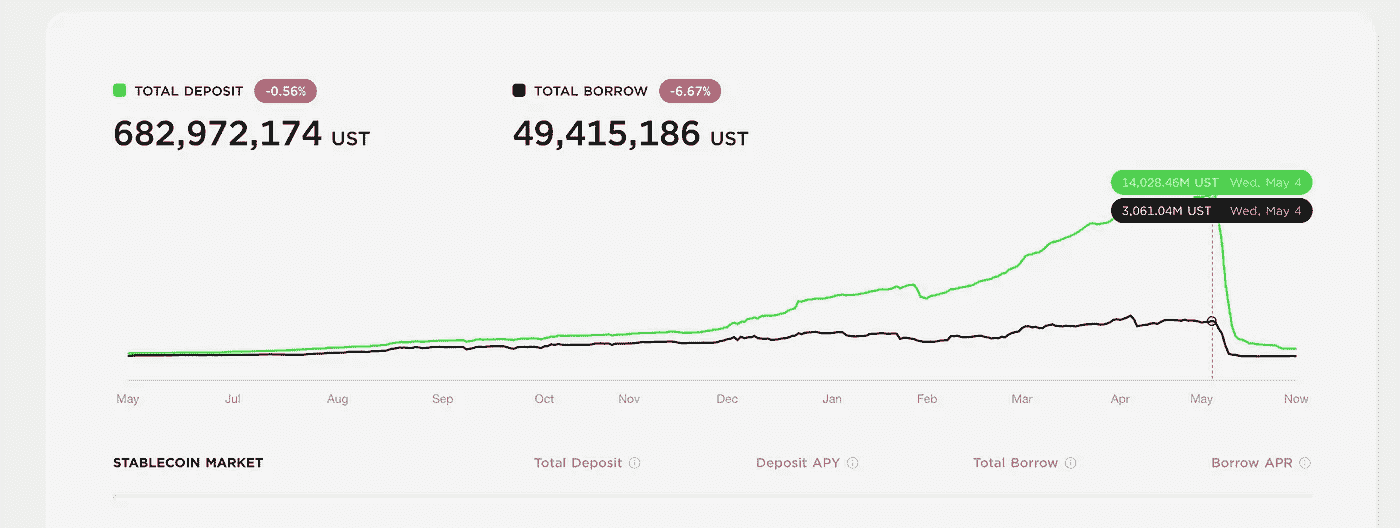 TOTAL DEPOSIT -0.56%
682,972,174 UST
TOTAL BORROW -6.67%
49,415,186 UST
14,028.46M UST Wed, May 4
3,061.04M UST Wed, May 4
May Jul Aug Sep Oct Nov Dec Jan Feb Mar Apr May Now
STABLECOIN MARKET Total Deposit Deposit APY Total Borrow Borrow APR